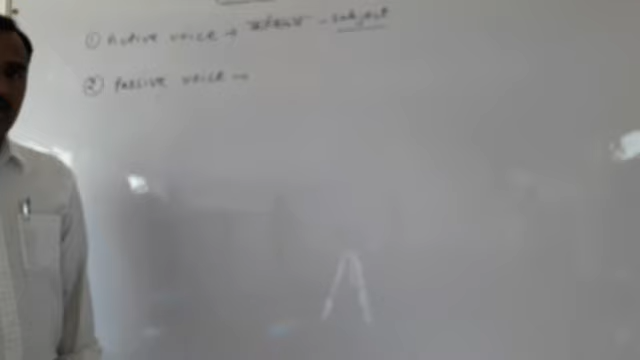 ① Active voice → - subject
② Passive voice →